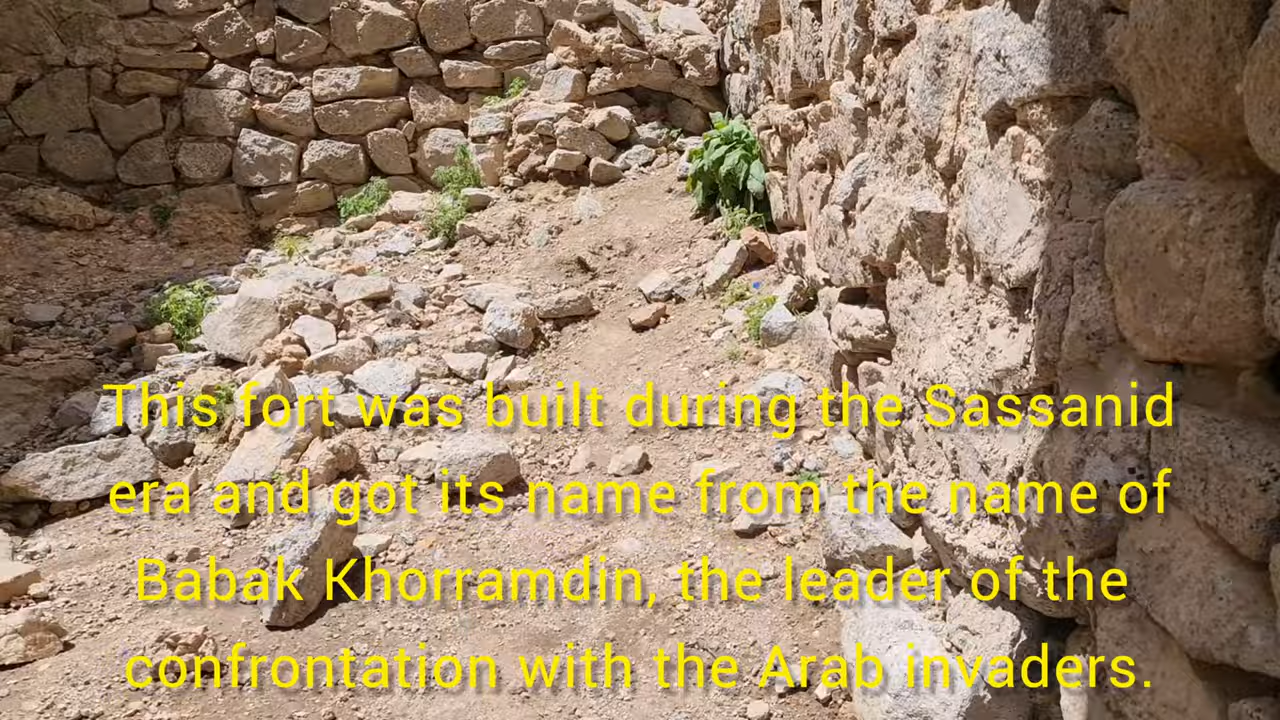 This fort was built during the Sassanid
era and got its name from the name of
Babak Khorramdin, the leader of the
confrontation with the Arab invaders.